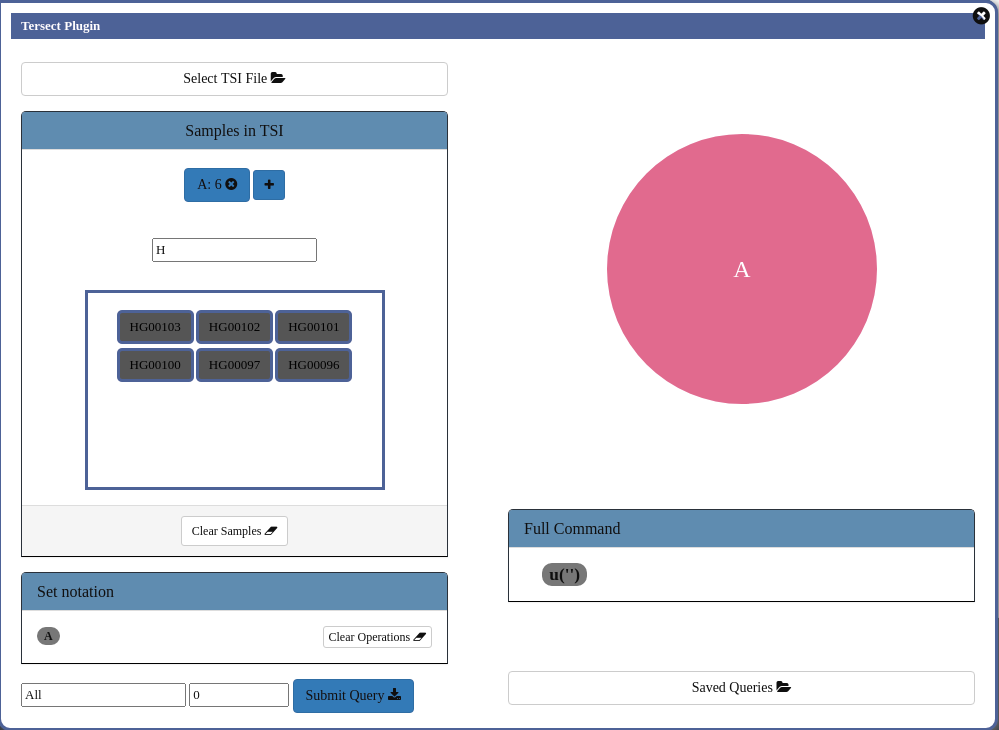 Tersect Plugin
Select TSI File
Samples in TSI
A: 6
H
HG00103 HG00102 HG00101
HG00100 HG00097 HG00096
Clear Samples
Set notation
A
Clear Operations
All
0
Submit Query
A
Full Command
u('')
Saved Queries